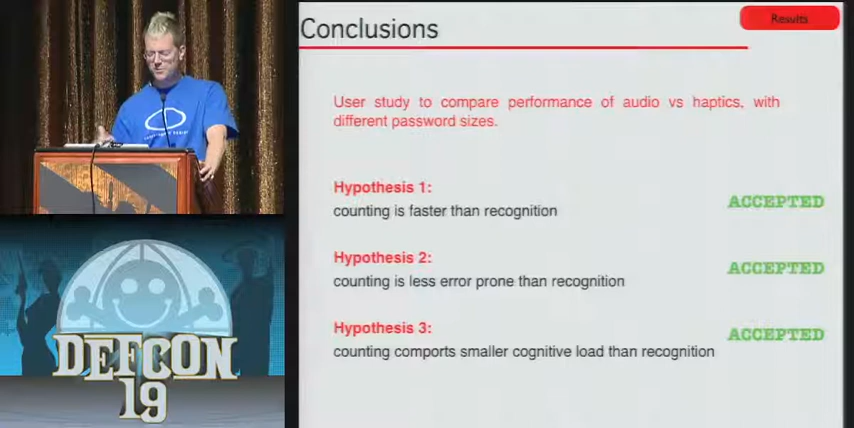 Conclusions
Results
User study to compare performance of audio vs haptics, with
different password sizes.
Hypothesis 1:
counting is faster than recognition
ACCEPTED
Hypothesis 2:
counting is less error prone than recognition
ACCEPTED
Hypothesis 3:
counting comports smaller cognitive load than recognition
ACCEPTED
DEFCON
19